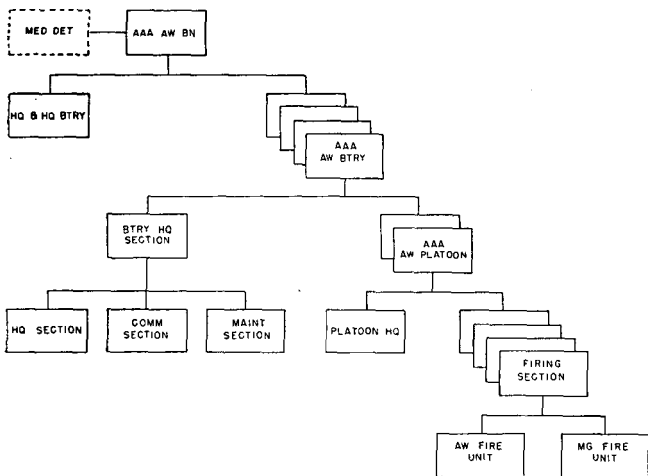 MED DET
AAA AW BN
HQ & HQ BTRY
AAA
AW BTRY
BTRY HQ
SECTION
AAA
AW PLATOON
HQ SECTION
COMM
SECTION
MAINT
SECTION
PLATOON HQ
FIRING
SECTION
AW FIRE
UNIT
MG FIRE
UNIT